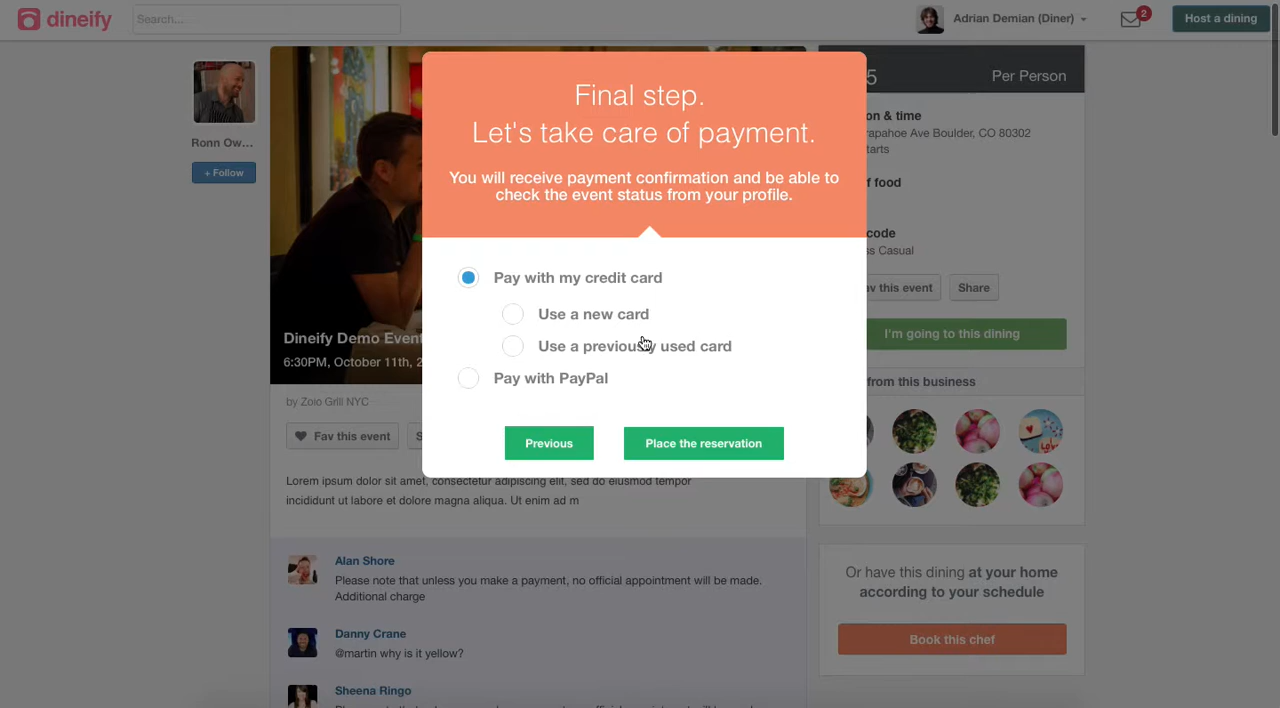 dineify
Search...
Adrian Demian (Diner)
2
Host a dining
Ronn Ow...
+ Follow
Dineify Demo Event
6:30PM, October 11th, 2
by Zoio Grill NYC
Fav this event
S
Lorem ipsum dolor sit amet, consectetur adipiscing elit, sed do eiusmod tempor
incididunt ut labore et dolore magna aliqua. Ut enim ad m
Alan Shore
Please note that unless you make a payment, no official appointment will be made.
Additional charge
Danny Crane
@martin why is it yellow?
Sheena Ringo
Final step.
Let's take care of payment.
You will receive payment confirmation and be able to
check the event status from your profile.
Pay with my credit card
Use a new card
Use a previously used card
Pay with PayPal
Previous
Place the reservation
5 Per Person
on & time
rapahoe Ave Boulder, CO 80302
tarts
f food
code
ss Casual
av this event
Share
I'm going to this dining
from this business
Or have this dining at your home
according to your schedule
Book this chef